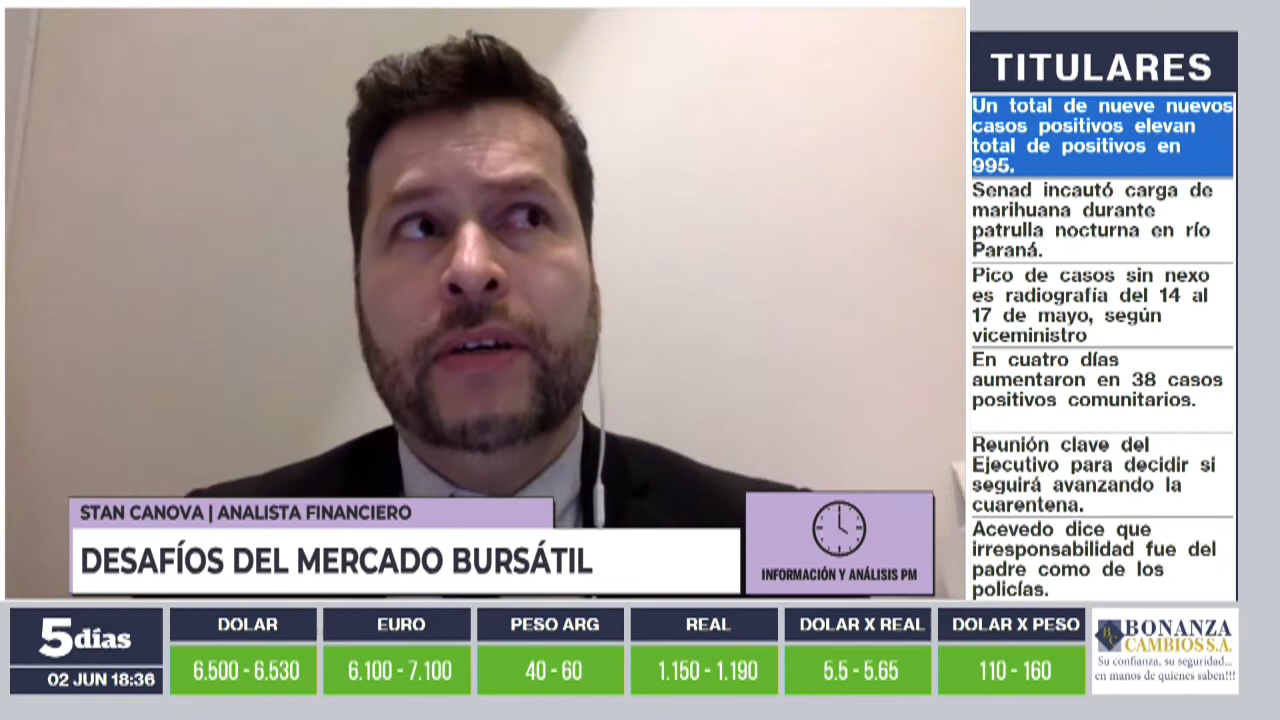 TITULARES
Un total de nueve nuevos
casos positivos elevan
total de positivos en
995.
Senad incautó carga de
marihuana durante
patrulla nocturna en río
Paraná.
Pico de casos sin nexo
es radiografía del 14 al
17 de mayo, según
viceministro
En cuatro días
aumentaron en 38 casos
positivos comunitarios.
Reunión clave del
Ejecutivo para decidir si
seguirá avanzando la
cuarentena.
Acevedo dice que
irresponsabilidad fue del
padre como de los
policías.
STAN CANOVA | ANALISTA FINANCIERO
DESAFÍOS DEL MERCADO BURSÁTIL
INFORMACIÓN Y ANÁLISIS PM
5días
02 JUN 18:36
DOLAR
6.500 - 6.530
EURO
6.100 - 7.100
PESO ARG
40 - 60
REAL
1.150 - 1.190
DOLAR X REAL
5.5 - 5.65
DOLAR X PESO
110 - 160
BONANZA
CAMBIOS S.A.
Su confianza, su seguridad...
en manos de quienes saben!!!